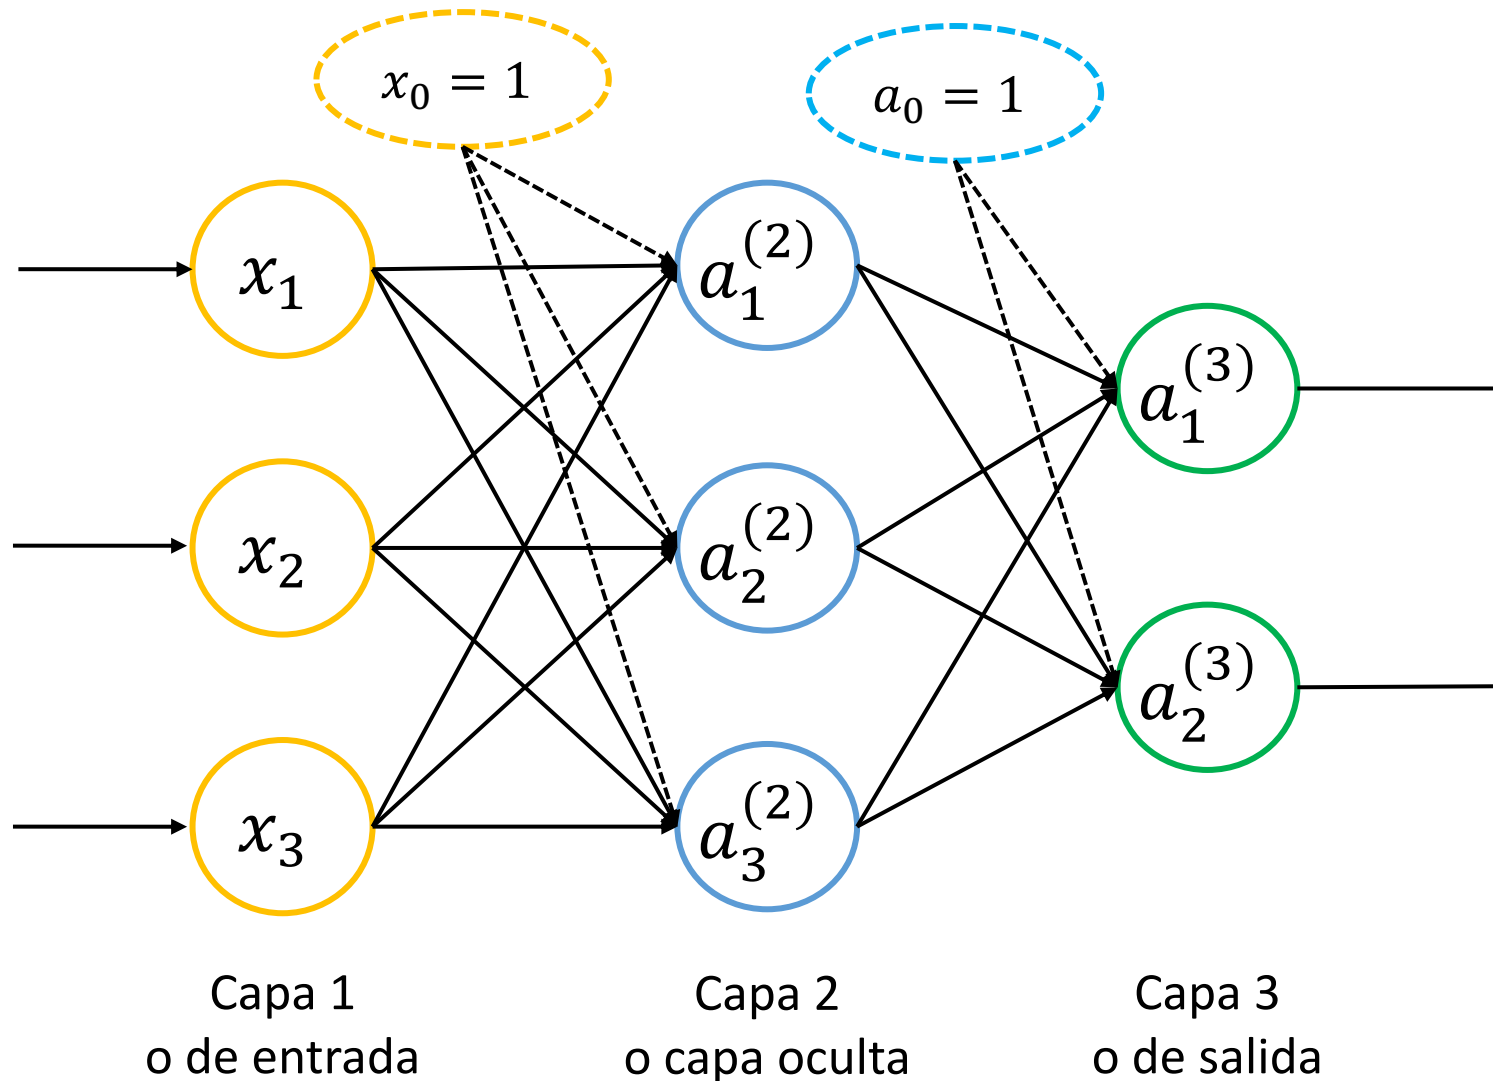 x₀ = 1
a₀ = 1
x₁
a₁⁽²⁾
a₁⁽³⁾
x₂
a₂⁽²⁾
a₂⁽³⁾
x₃
a₃⁽²⁾
Capa 1
o de entrada
Capa 2
o capa oculta
Capa 3
o de salida